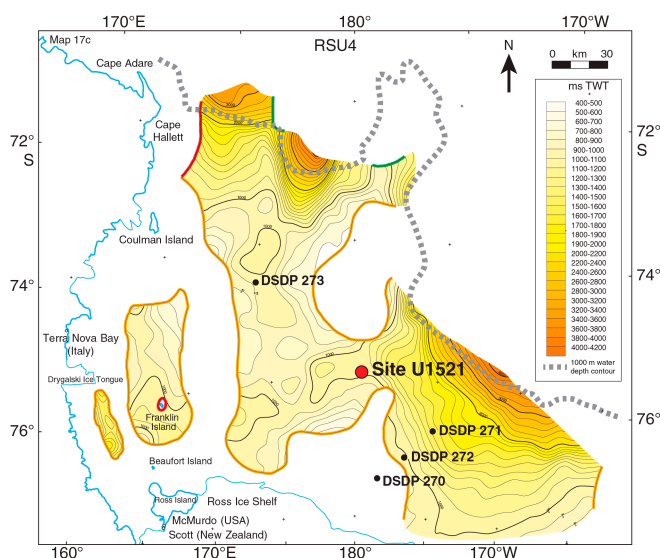 170°E
180°
170°W
Map 17c
RSU4
N
0 km 30
Cape Adare
ms TWT
400-500
500-600
600-700
700-800
800-900
900-1000
1000-1100
1100-1200
1200-1300
1300-1400
1400-1500
1500-1600
1600-1700
1700-1800
1800-1900
1900-2000
2000-2200
2200-2400
2400-2600
2600-2800
2800-3000
3000-3200
3200-3400
3400-3600
3600-3800
3800-4000
4000-4200
1000 m water
depth contour
Cape
Hallett
72°
S
72°
S
Coulman Island
DSDP 273
74°
74°
Terra Nova Bay
(Italy)
Drygalski Ice Tongue
Site U1521
Franklin
Island
DSDP 271
76°
76°
DSDP 272
Beaufort Island
DSDP 270
Ross Island
Ross Ice Shelf
McMurdo (USA)
Scott (New Zealand)
160°
170°E
180°
170°W